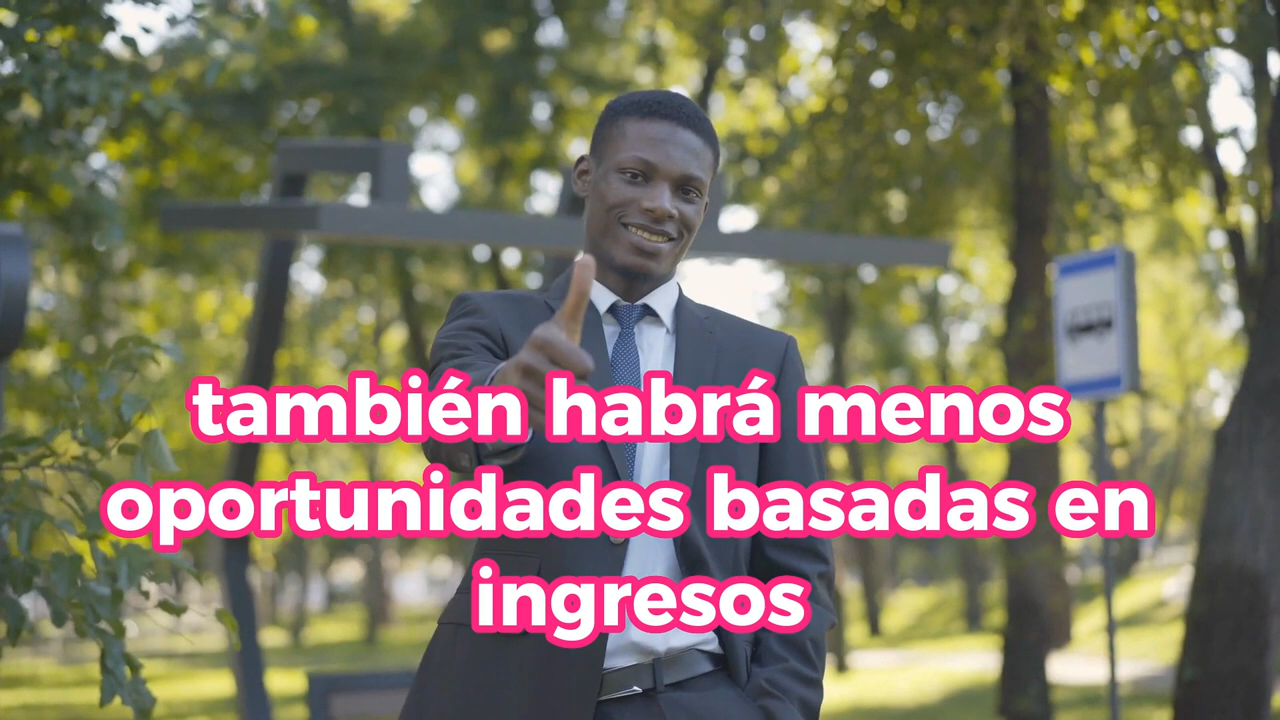 también habrá menos
oportunidades basadas en
ingresos